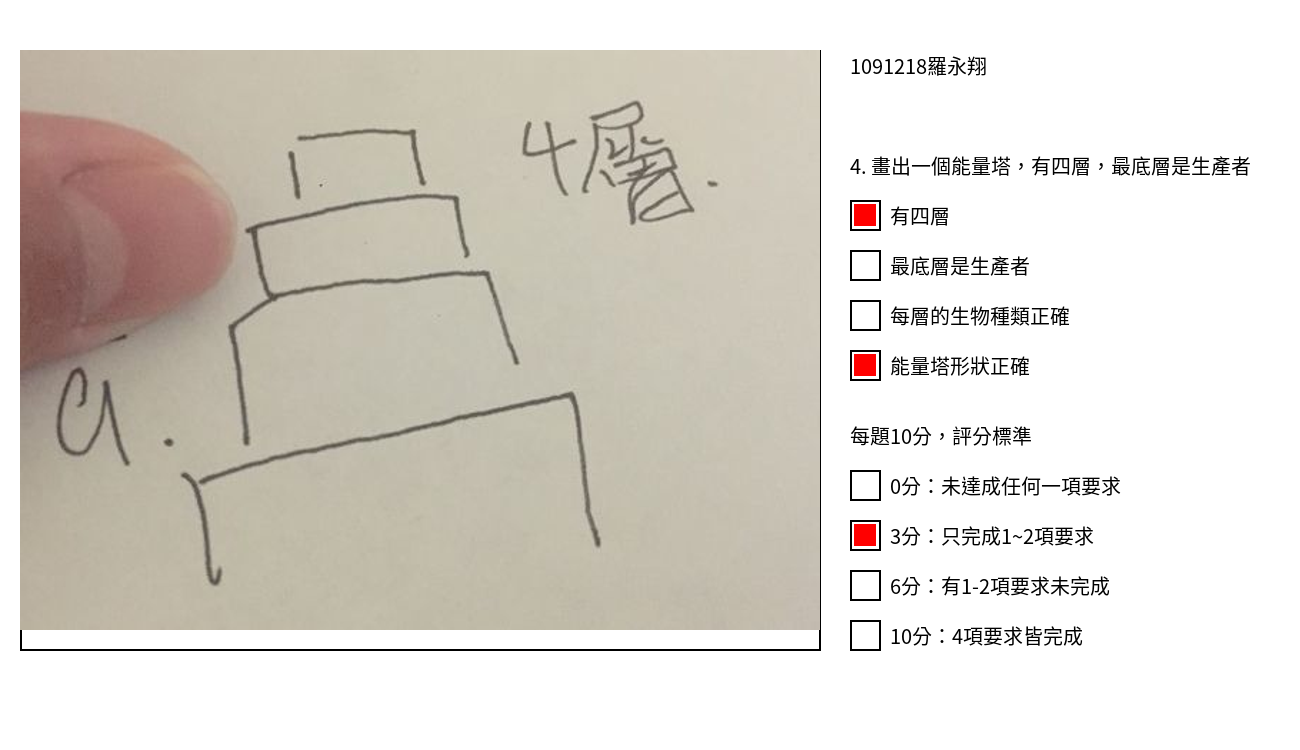 4層.
a.
1091218羅永翔
4. 畫出一個能量塔，有四層，最底層是生產者
有四層
最底層是生產者
每層的生物種類正確
能量塔形狀正確
每題10分，評分標準
0分：未達成任何一項要求
3分：只完成1~2項要求
6分：有1-2項要求未完成
10分：4項要求皆完成